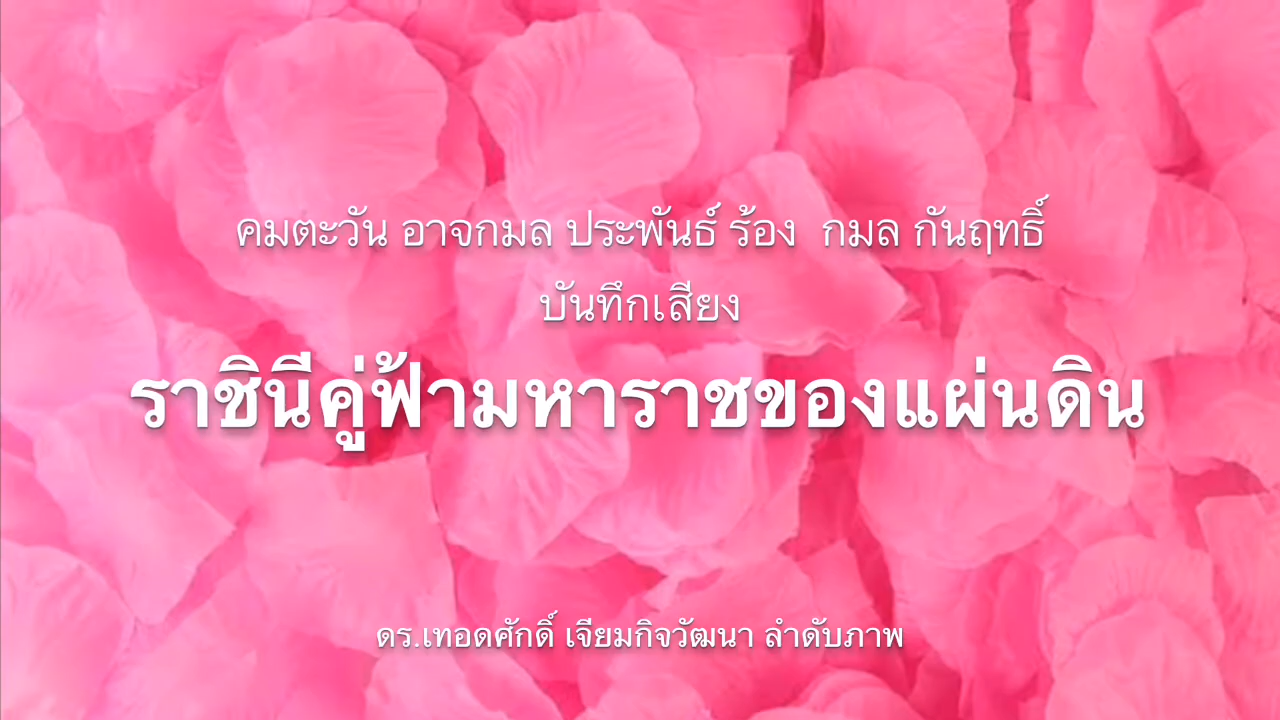 คมตะวัน อาจกมล ประพันธ์ ร้อง  กมล กันฤทธิ์
บันทึกเสียง
ราชินีคู่ฟ้ามหาราชของแผ่นดิน
ดร.เทอดศักดิ์ เจียมกิจวัฒนา ลำดับภาพ